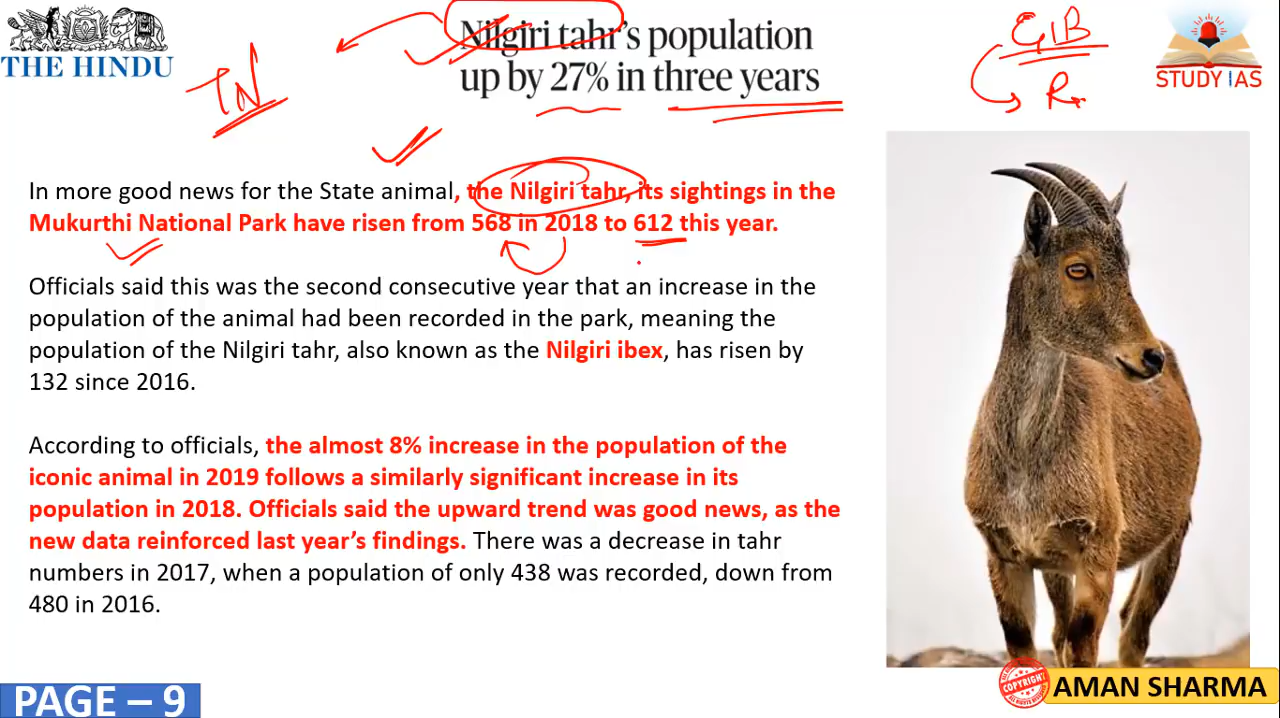 THE HINDU
TN
Nilgiri tahr's population
up by 27% in three years
GIB
STUDY IAS
In more good news for the State animal, the Nilgiri tahr, its sightings in the
Mukurthi National Park have risen from 568 in 2018 to 612 this year.
Officials said this was the second consecutive year that an increase in the
population of the animal had been recorded in the park, meaning the
population of the Nilgiri tahr, also known as the Nilgiri ibex, has risen by
132 since 2016.
According to officials, the almost 8% increase in the population of the
iconic animal in 2019 follows a similarly significant increase in its
population in 2018. Officials said the upward trend was good news, as the
new data reinforced last year's findings. There was a decrease in tahr
numbers in 2017, when a population of only 438 was recorded, down from
480 in 2016.
COPYRIGHT
AMAN SHARMA
PAGE – 9